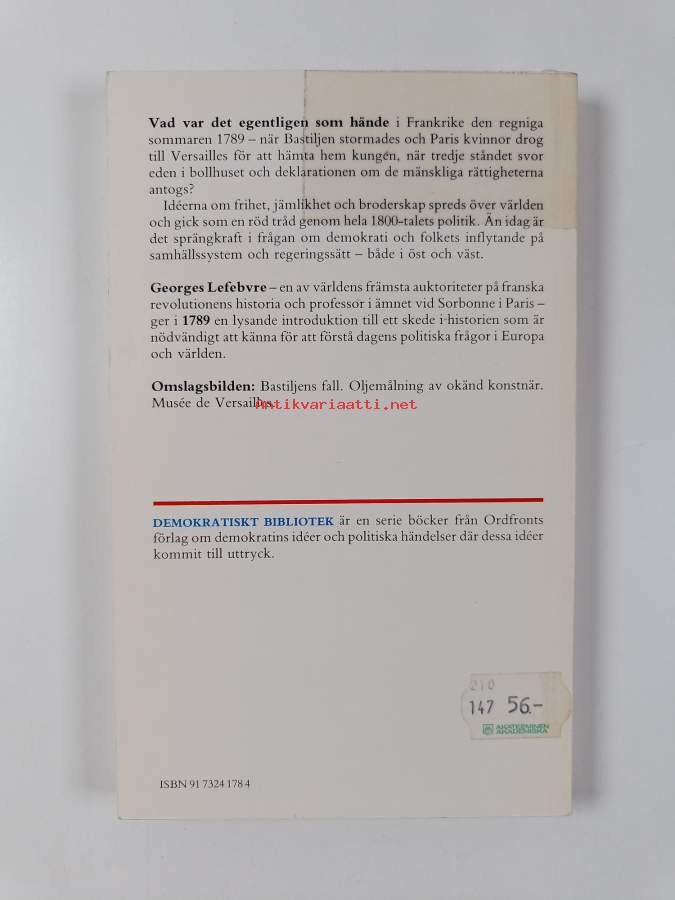 Vad var det egentligen som hände i Frankrike den regniga
sommaren 1789 – när Bastiljen stormades och Paris kvinnor drog
till Versailles för att hämta hem kungen, när tredje ståndet svor
eden i bollhuset och deklarationen om de mänskliga rättigheterna
antogs?
Idéerna om frihet, jämlikhet och broderskap spreds över världen
och gick som en röd tråd genom hela 1800-talets politik. Än idag är
det sprängkraft i frågan om demokrati och folkets inflytande på
samhällssystem och regeringssätt – både i öst och väst.
Georges Lefebvre – en av världens främsta auktoriteter på franska
revolutionens historia och professor i ämnet vid Sorbonne i Paris –
ger i 1789 en lysande introduktion till ett skede i historien som är
nödvändigt att känna för att förstå dagens politiska frågor i Europa
och världen.
Omslagsbilden: Bastiljens fall. Oljemålning av okänd konstnär.
Musée de Versailles.
antikvariaatti.net
DEMOKRATISKT BIBLIOTEK är en serie böcker från Ordfronts
förlag om demokratins idéer och politiska händelser där dessa idéer
kommit till uttryck.
210
147 56.-
AKATEEMINEN
AKADEMISKA
ISBN 91 7324 178 4